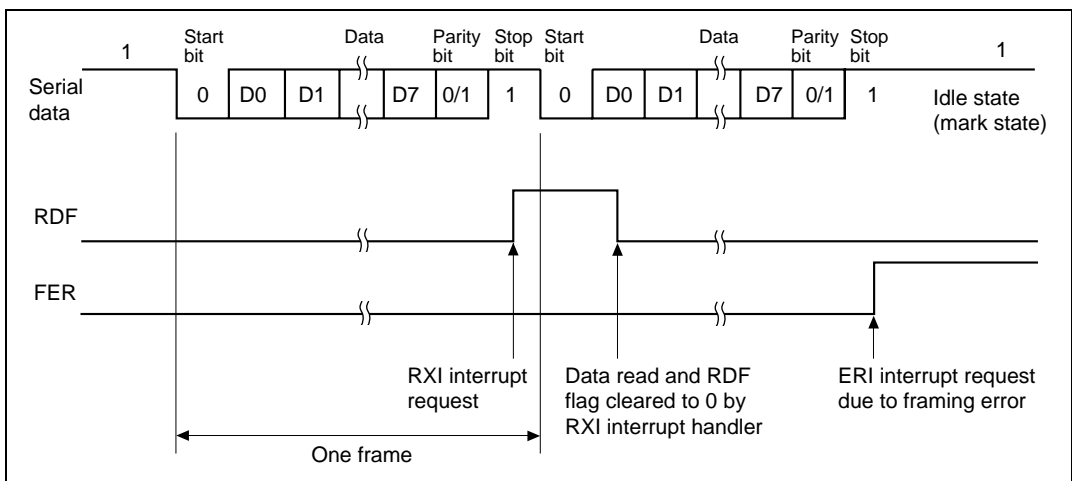 1
Start bit
Data
Parity bit
Stop bit
Start bit
Data
Parity bit
Stop bit
1
Serial data
0 D0 D1 D7 0/1 1 0 D0 D1 D7 0/1 1
Idle state
(mark state)
RDF
FER
RXI interrupt
request
Data read and RDF
flag cleared to 0 by
RXI interrupt handler
ERI interrupt request
due to framing error
One frame